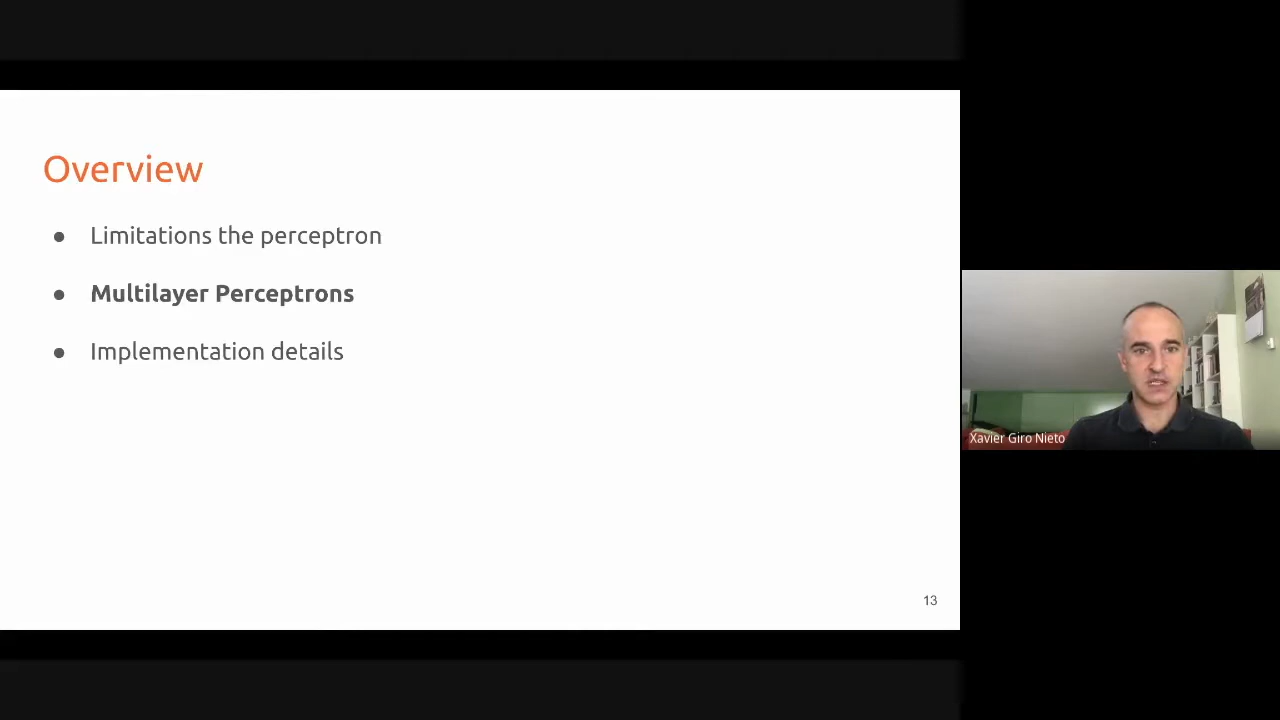 Overview
● Limitations the perceptron
● Multilayer Perceptrons
● Implementation details
13
Xavier Giro Nieto